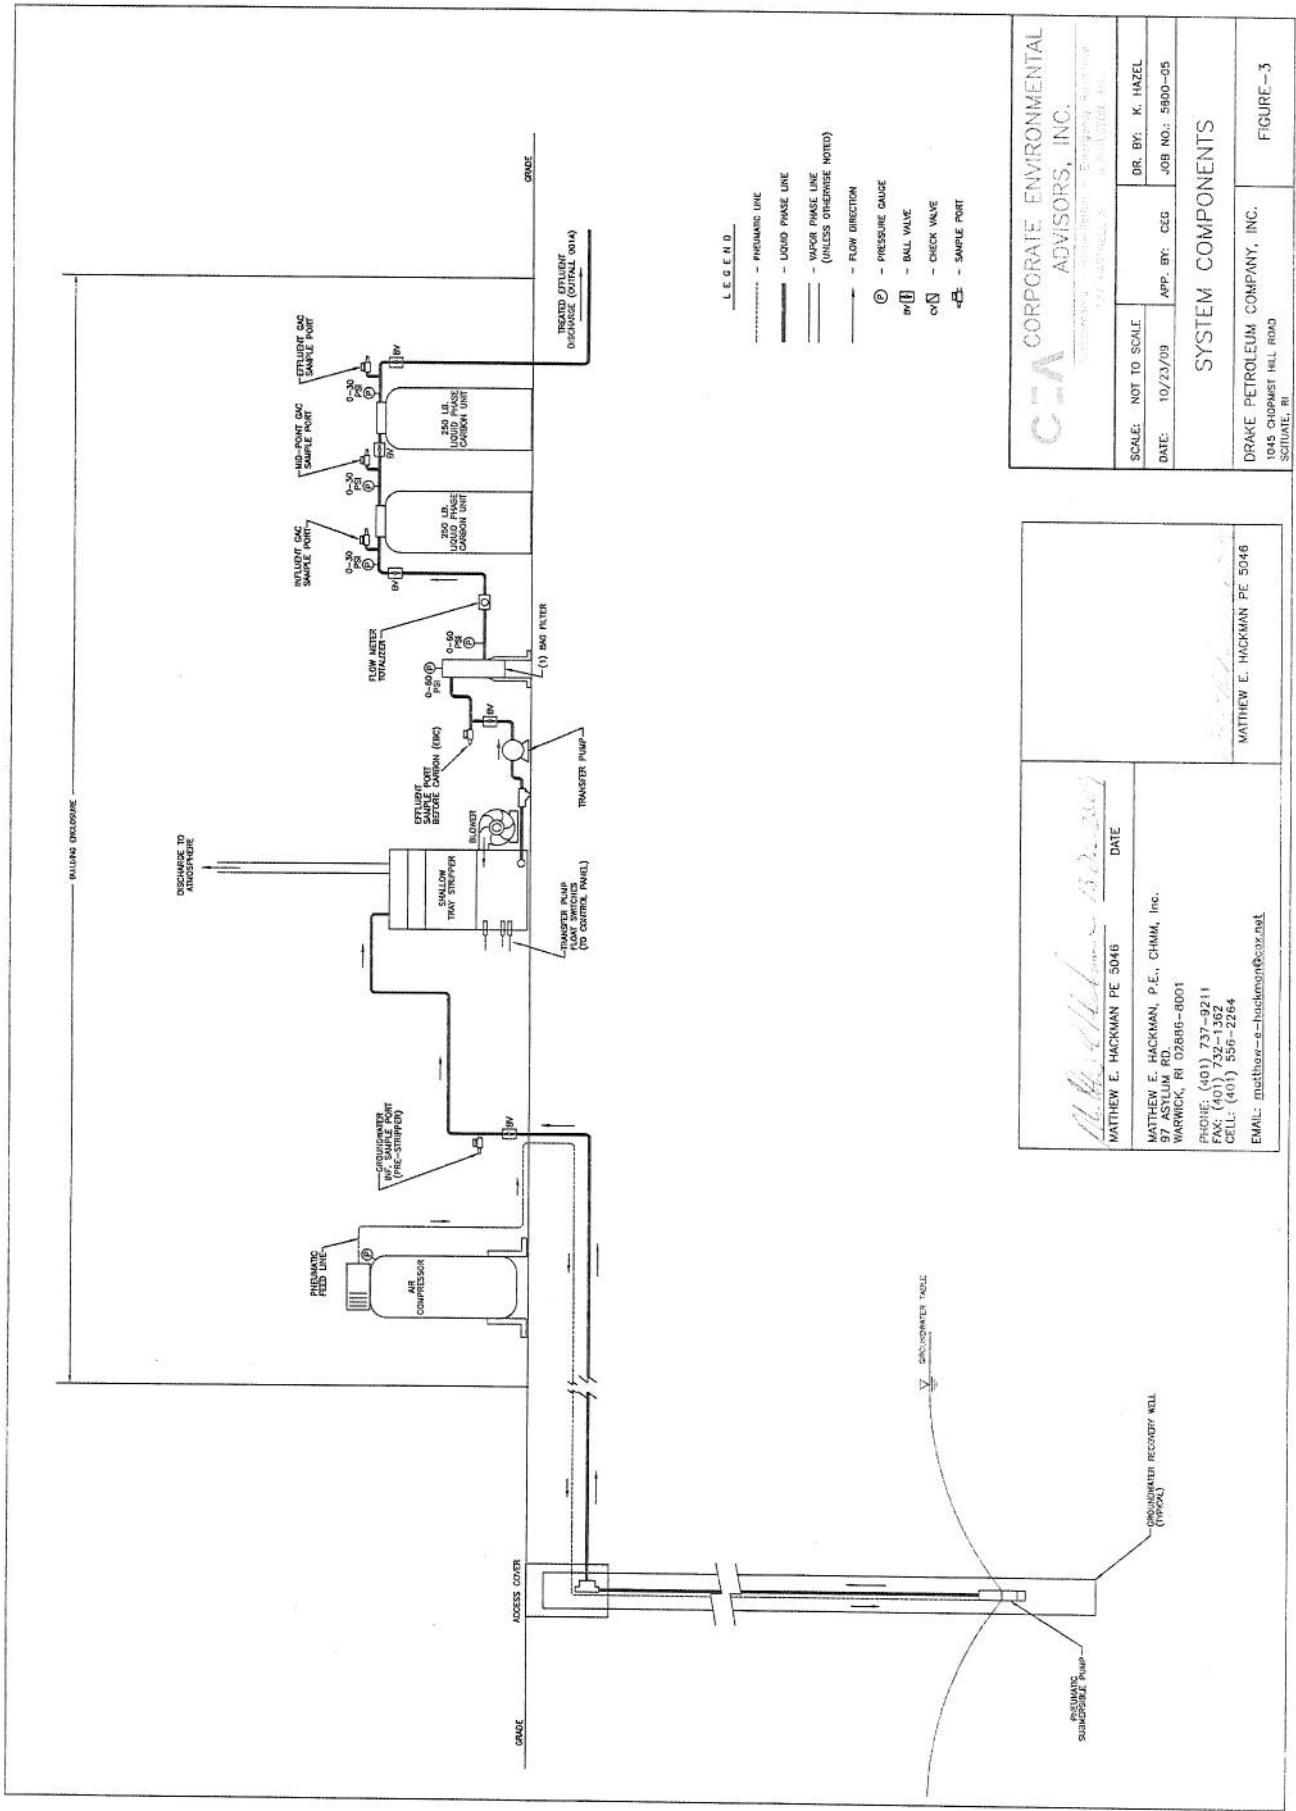 BUILDING ENCLOSURE
DISCHARGE TO
ATMOSPHERE
PNEUMATIC
FEED LINE
P
AIR
COMPRESSOR
GROUNDWATER
INF. SAMPLE PORT
(PRE-STRIPPER)
BV
SHALLOW
TRAY STRIPPER
BLOWER
TRANSFER PUMP
FLOAT SWITCHES
(TO CONTROL PANEL)
EFFLUENT
SAMPLE PORT
BEFORE CARBON (EBC)
BV
TRANSFER PUMP
0-60
PSI
P
0-60
PSI
P
(1) BAG FILTER
FLOW METER
TOTALIZER
BV
INFLUENT GAC
SAMPLE PORT
0-30
PSI
P
250 LB.
LIQUID PHASE
CARBON UNIT
MID-POINT GAC
SAMPLE PORT
0-30
PSI
P
BV
250 LB.
LIQUID PHASE
CARBON UNIT
EFFLUENT GAC
SAMPLE PORT
0-30
PSI
P
BV
TREATED EFFLUENT
DISCHARGE (OUTFALL 001A)
GRADE
GRADE
ACCESS COVER
GROUNDWATER TABLE
GROUNDWATER RECOVERY WELL
(TYPICAL)
PNEUMATIC
SUBMERSIBLE PUMP
LEGEND
- PNEUMATIC LINE
- LIQUID PHASE LINE
- VAPOR PHASE LINE
(UNLESS OTHERWISE NOTED)
- FLOW DIRECTION
P - PRESSURE GAUGE
BV - BALL VALVE
CV - CHECK VALVE
- SAMPLE PORT
MATTHEW E. HACKMAN PE 5046 DATE
MATTHEW E. HACKMAN, P.E., CHMM, Inc.
97 ASYLUM RD.
WARWICK, RI 02886-8001
PHONE: (401) 737-9211
FAX: (401) 732-1362
CELL: (401) 556-2264
EMAIL: matthew-e-hackman@cox.net
MATTHEW E. HACKMAN PE 5046
CEA CORPORATE ENVIRONMENTAL
ADVISORS, INC.
SCALE: NOT TO SCALE DR. BY: K. HAZEL
DATE: 10/23/09 APP. BY: CEG JOB NO.: 5800-05
SYSTEM COMPONENTS
DRAKE PETROLEUM COMPANY, INC.
1045 CHOPMIST HILL ROAD
SCITUATE, RI
FIGURE-3